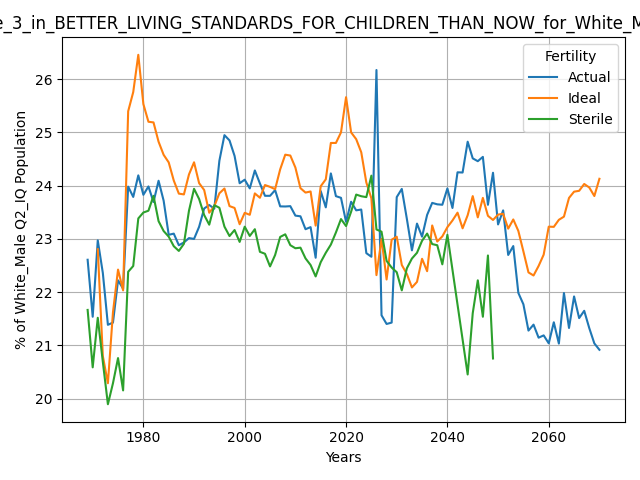 e_3_in_BETTER_LIVING_STANDARDS_FOR_CHILDREN_THAN_NOW_for_White_M
Fertility
Actual
Ideal
Sterile
% of White_Male Q2_IQ Population
26
25
24
23
22
21
20
1980
2000
2020
2040
2060
Years